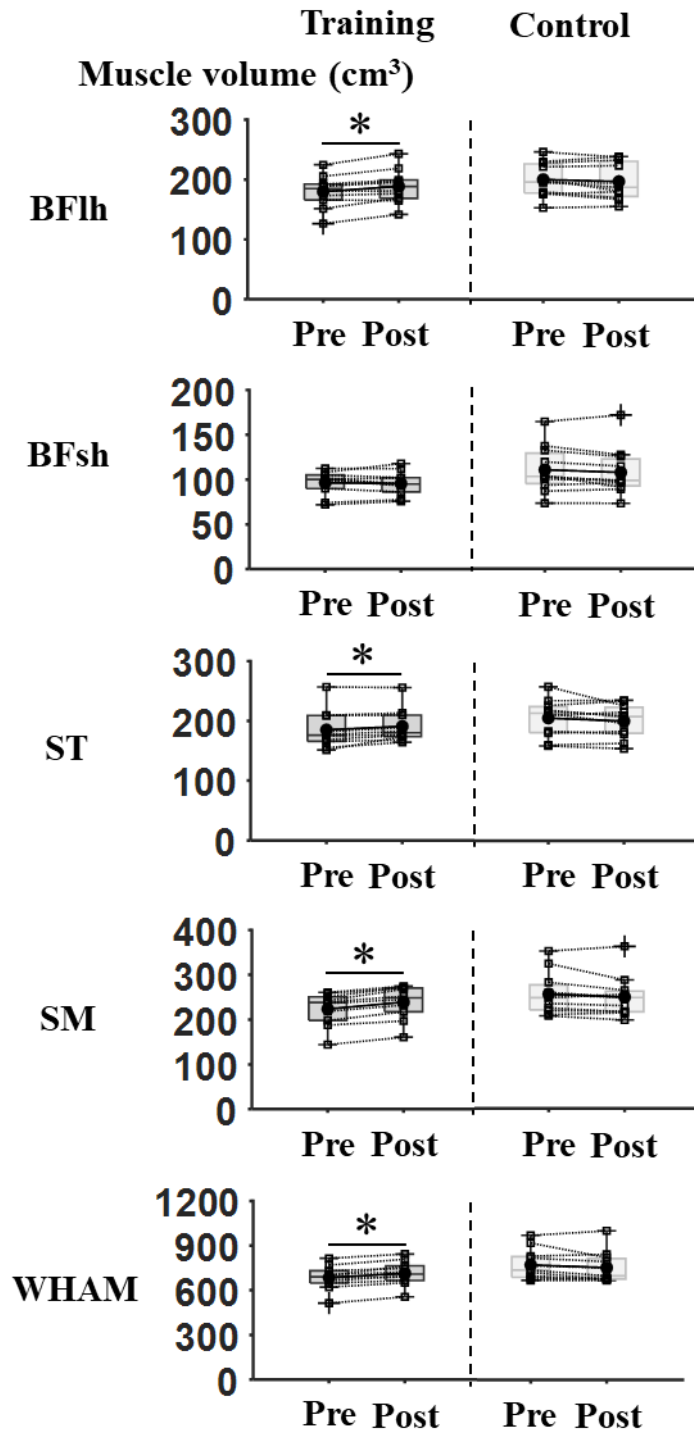 Training Control
Muscle volume (cm³)
*
300
200
100
0
BFlh
Pre Post Pre Post
200
150
100
50
0
BFsh
Pre Post Pre Post
*
300
200
100
0
ST
Pre Post Pre Post
*
400
300
200
100
0
SM
Pre Post Pre Post
*
1200
900
600
300
0
WHAM
Pre Post Pre Post